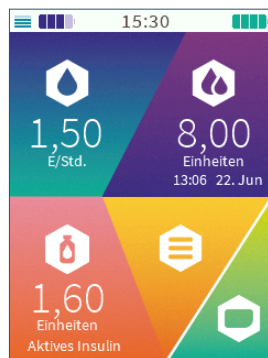 15:30
1,50
E/Std.
8,00
Einheiten
13:06 22. Jun
1,60
Einheiten
Aktives Insulin